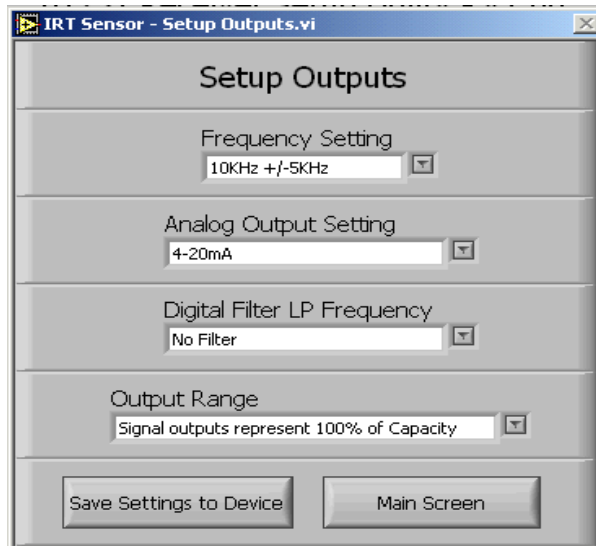 IRT Sensor - Setup Outputs.vi
Setup Outputs
Frequency Setting
10KHz +/-5KHz
Analog Output Setting
4-20mA
Digital Filter LP Frequency
No Filter
Output Range
Signal outputs represent 100% of Capacity
Save Settings to Device
Main Screen